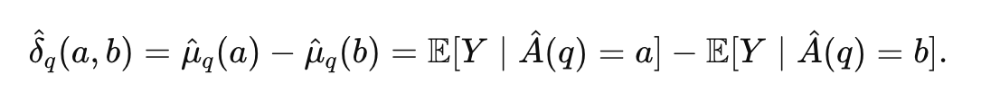 δ̂_q(a, b) = μ̂_q(a) − μ̂_q(b) = 𝔼[Y | Â(q) = a] − 𝔼[Y | Â(q) = b].